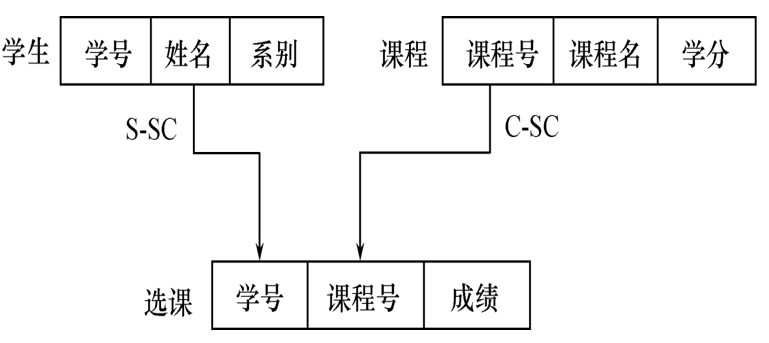 学生 学号 姓名 系别 课程 课程号 课程名 学分
S-SC C-SC
选课 学号 课程号 成绩